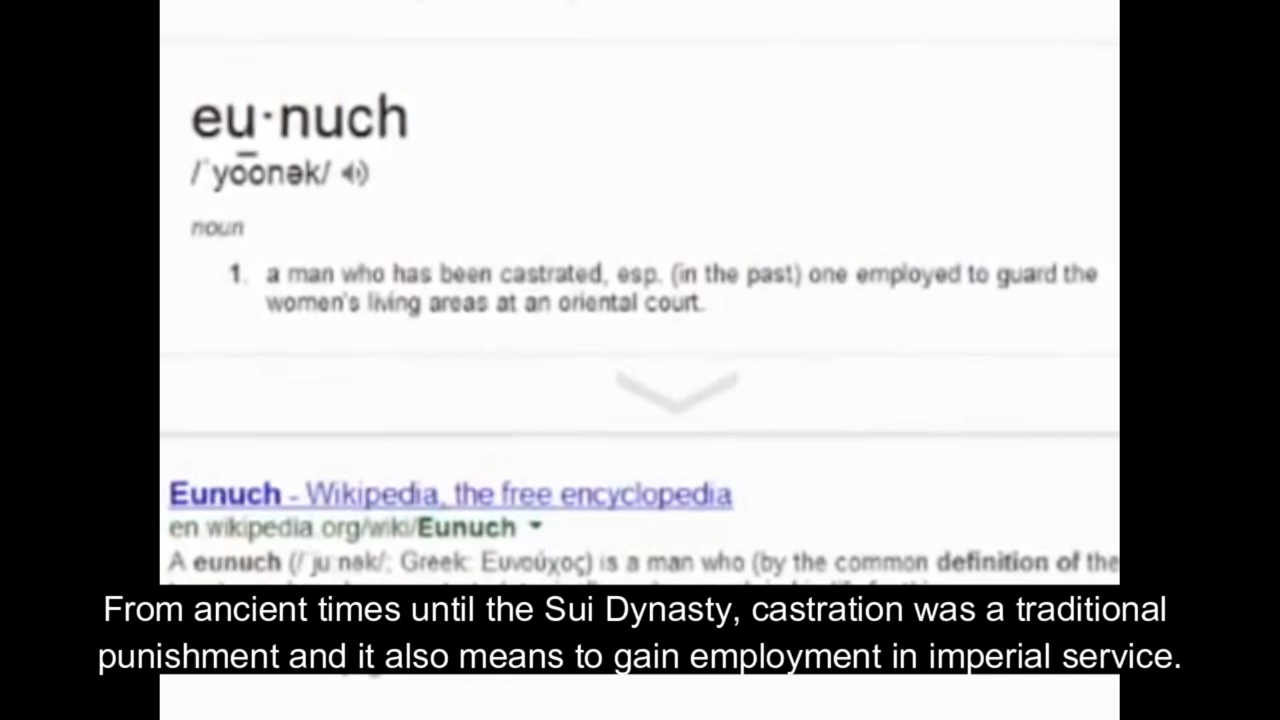 eu·nuch
/ˈyo͞onək/
noun
1. a man who has been castrated, esp. (in the past) one employed to guard the
women's living areas at an oriental court.
Eunuch - Wikipedia, the free encyclopedia
en.wikipedia.org/wiki/Eunuch
A eunuch (/ˈjuːnək/; Greek: Ευνούχος) is a man who (by the common definition of the
From ancient times until the Sui Dynasty, castration was a traditional
punishment and it also means to gain employment in imperial service.